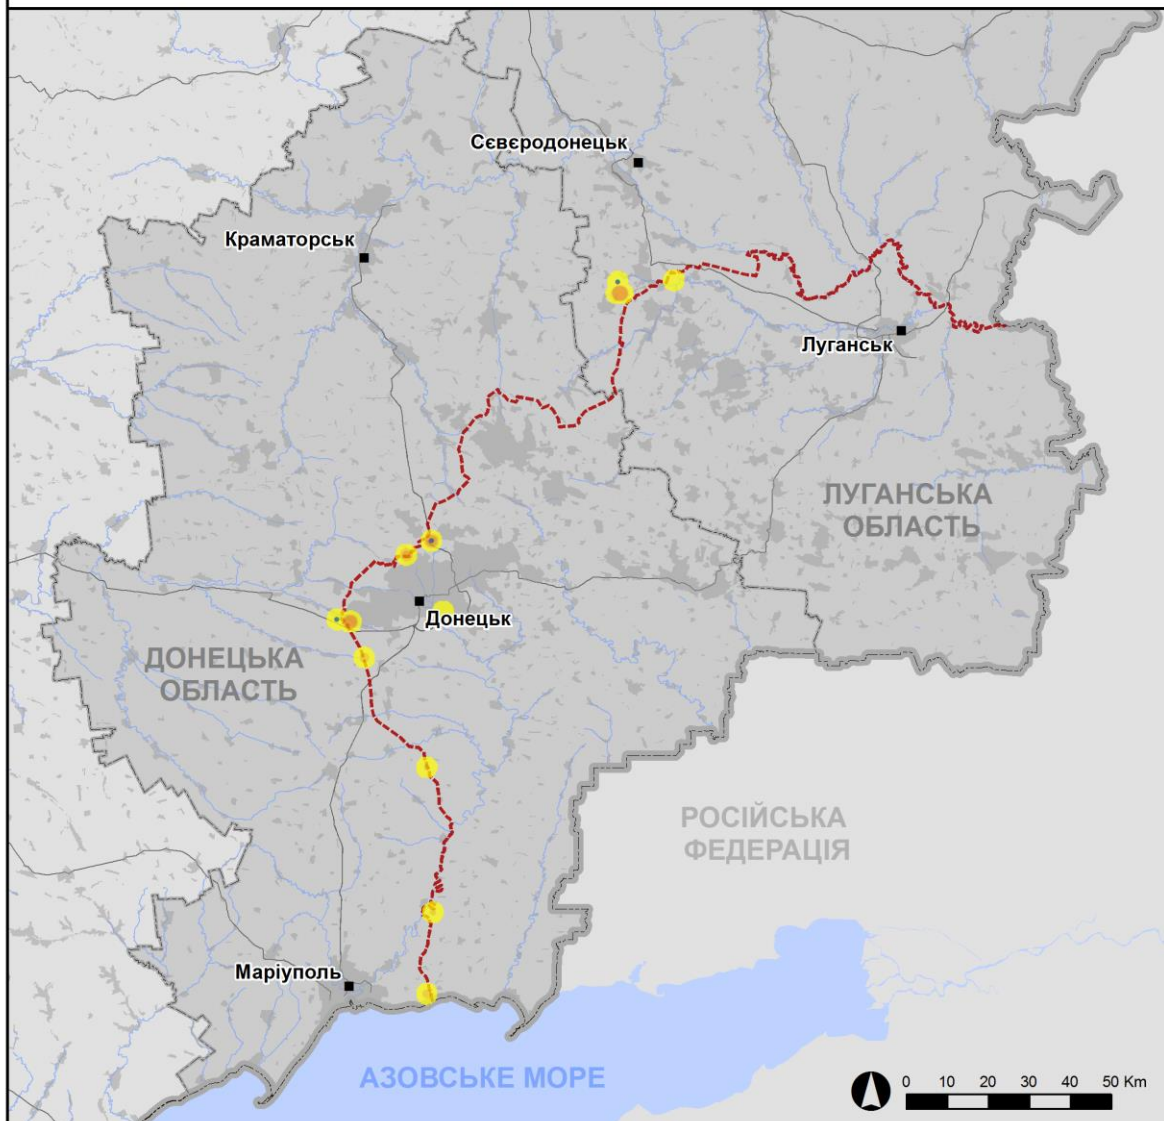 Сєвєродонецьк
Краматорськ
Луганськ
ЛУГАНСЬКА
ОБЛАСТЬ
Донецьк
ДОНЕЦЬКА
ОБЛАСТЬ
РОСІЙСЬКА
ФЕДЕРАЦІЯ
Маріуполь
АЗОВСЬКЕ МОРЕ
0 10 20 30 40 50 Km